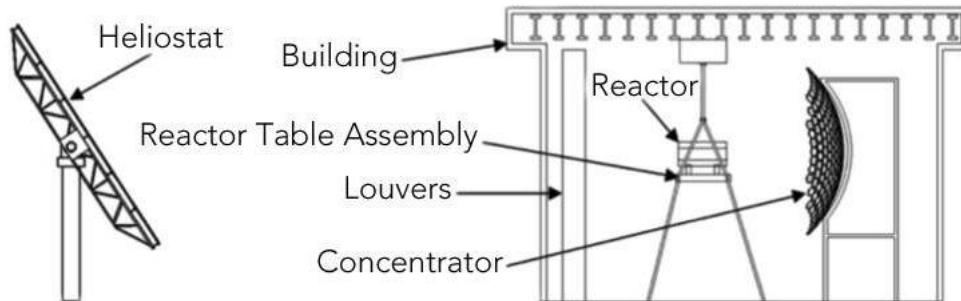 Heliostat
Building
Reactor
Reactor Table Assembly
Louvers
Concentrator